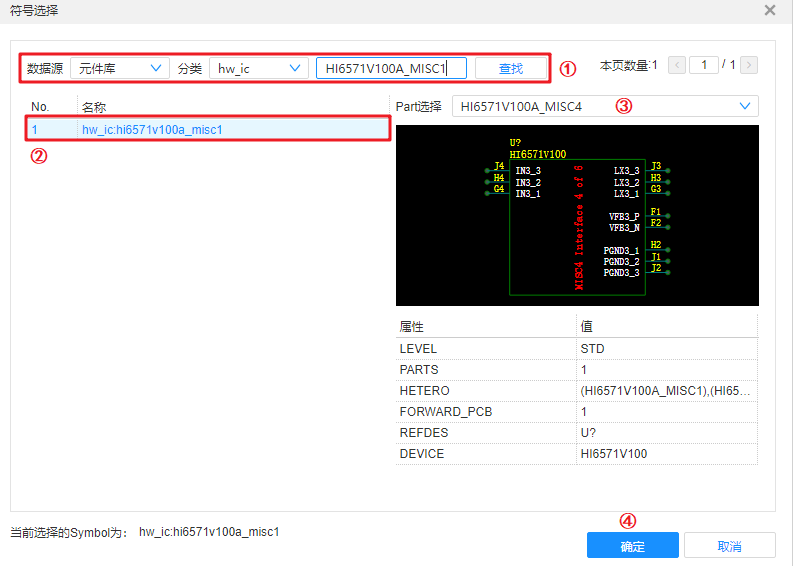 符号选择
数据源 元件库 分类 hw_ic HI6571V100A_MISC1 查找 ① 本页数量:1 < 1 / 1 >
No. 名称
1 hw_ic:hi6571v100a_misc1
②
Part选择 HI6571V100A_MISC4 ③
U?
HI6571V100
J4 IN3_3 LX3_3 J3
H4 IN3_2 LX3_2 H3
G4 IN3_1 LX3_1 G3
VFB3_P F1
VFB3_N F2
PGND3_1 H2
PGND3_2 J1
PGND3_3 J2
MISC4 Interface 4 of 6
属性 值
LEVEL STD
PARTS 1
HETERO (HI6571V100A_MISC1),(HI65...
FORWARD_PCB 1
REFDES U?
DEVICE HI6571V100
当前选择的Symbol为： hw_ic:hi6571v100a_misc1
④
确定 取消